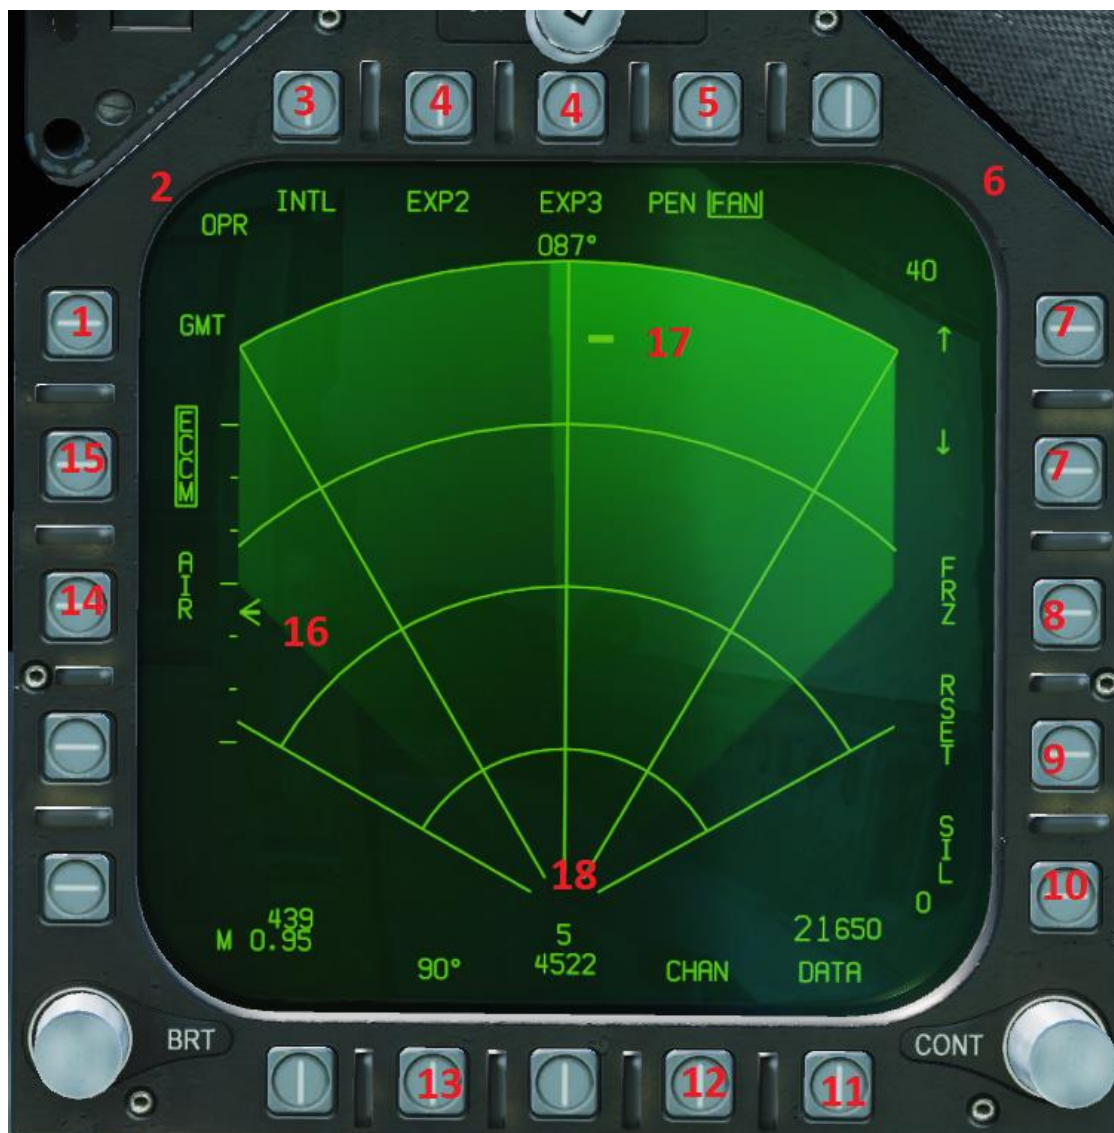 3 4 4 5
2 6
INTL EXP2 EXP3 PEN FAN
OPR
087°
40
1 GMT 17 7
ECCM
15 7
AIR FRZ
14 8
16
RSET
9
SIL
18 10
0
439
M 0.95
5
21650
90° 4522 CHAN DATA
BRT CONT
13 12 11